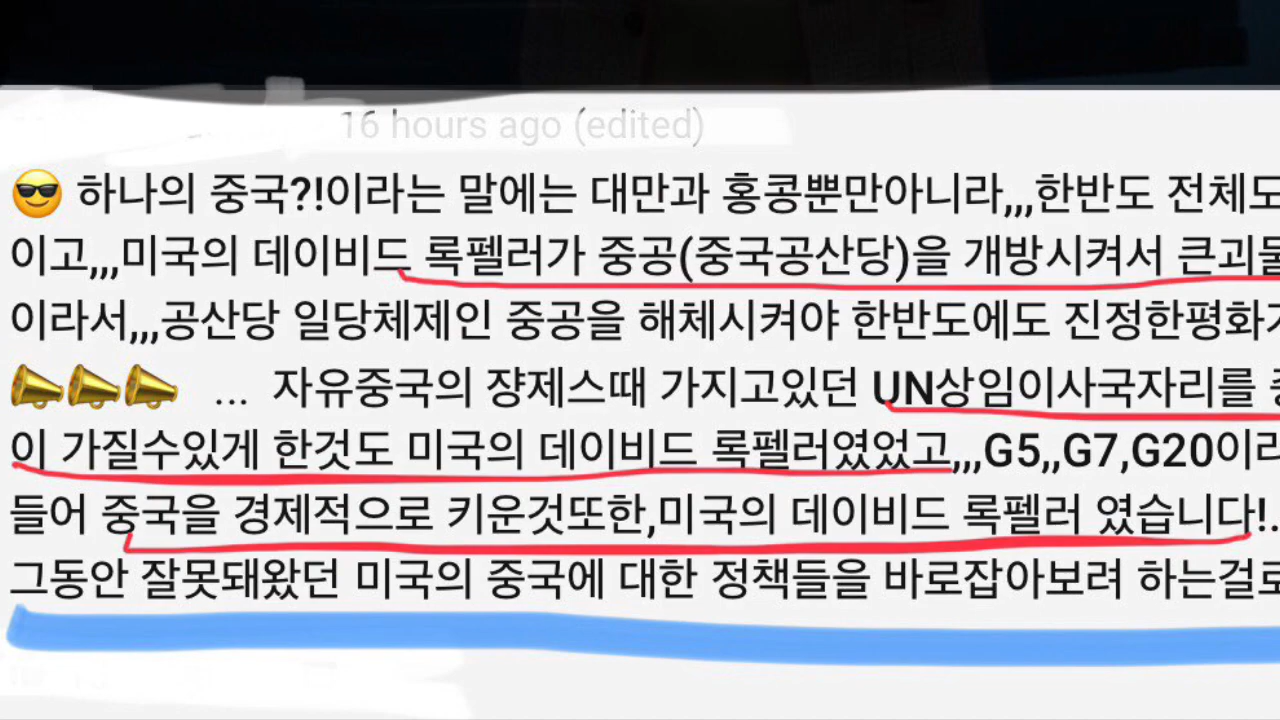 16 hours ago (edited)
😎 하나의 중국?!이라는 말에는 대만과 홍콩뿐만아니라,,,한반도 전체도
이고,,,미국의 데이비드 록펠러가 중공(중국공산당)을 개방시켜서 큰괴물
이라서,,,공산당 일당체제인 중공을 해체시켜야 한반도에도 진정한평화가
📣📣📣 ... 자유중국의 쟝제스때 가지고있던 UN상임이사국자리를
이 가질수있게 한것도 미국의 데이비드 록펠러였었고,,,G5,,G7,G20이라
들어 중국을 경제적으로 키운것또한,미국의 데이비드 록펠러 였습니다!.
그동안 잘못돼왔던 미국의 중국에 대한 정책들을 바로잡아보려 하는걸로